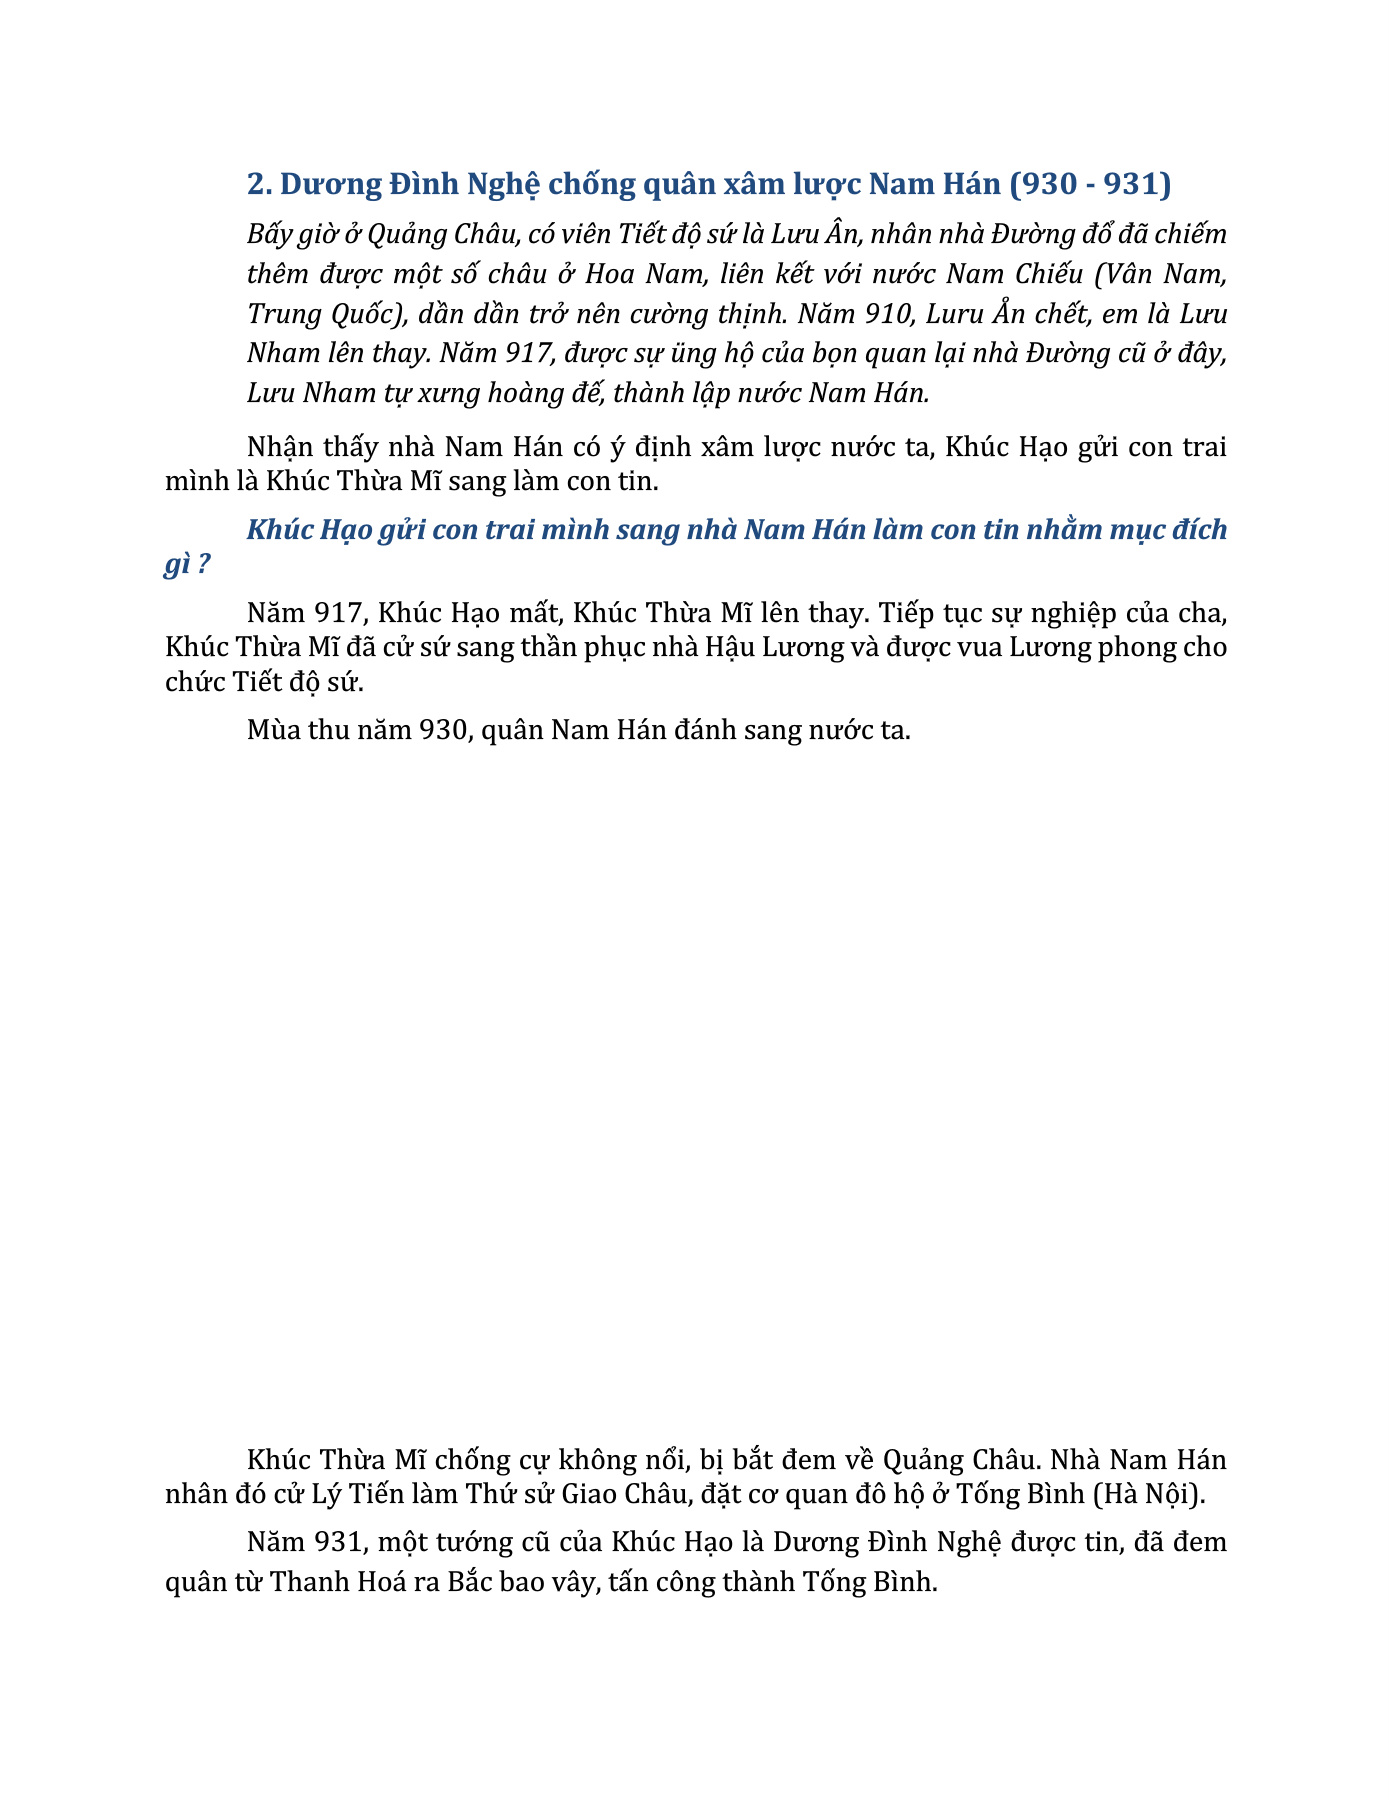 2. Dương Đình Nghệ chống quân xâm lược Nam Hán (930 - 931)
Bấy giờ ở Quảng Châu, có viên Tiết độ sứ là Lưu Ân, nhân nhà Đường đổ đã chiếm
thêm được một số châu ở Hoa Nam, liên kết với nước Nam Chiếu (Vân Nam,
Trung Quốc), dần dần trở nên cường thịnh. Năm 910, Luru Ẩn chết, em là Lưu
Nham lên thay. Năm 917, được sự üng hộ của bọn quan lại nhà Đường cũ ở đây,
Lưu Nham tự xưng hoàng đế, thành lập nước Nam Hán.
Nhận thấy nhà Nam Hán có ý định xâm lược nước ta, Khúc Hạo gửi con trai
mình là Khúc Thừa Mĩ sang làm con tin.
Khúc Hạo gửi con trai mình sang nhà Nam Hán làm con tin nhằm mục đích
gì ?
Năm 917, Khúc Hạo mất, Khúc Thừa Mĩ lên thay. Tiếp tục sự nghiệp của cha,
Khúc Thừa Mĩ đã cử sứ sang thần phục nhà Hậu Lương và được vua Lương phong cho
chức Tiết độ sứ.
Mùa thu năm 930, quân Nam Hán đánh sang nước ta.
Khúc Thừa Mĩ chống cự không nổi, bị bắt đem về Quảng Châu. Nhà Nam Hán
nhân đó cử Lý Tiến làm Thứ sử Giao Châu, đặt cơ quan đô hộ ở Tống Bình (Hà Nội).
Năm 931, một tướng cũ của Khúc Hạo là Dương Đình Nghệ được tin, đã đem
quân từ Thanh Hoá ra Bắc bao vây, tấn công thành Tống Bình.